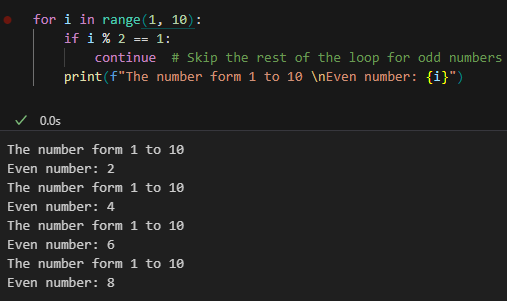 for i in range(1, 10):
    if i % 2 == 1:
        continue  # Skip the rest of the loop for odd numbers
    print(f"The number form 1 to 10 \nEven number: {i}")
✓ 0.0s
The number form 1 to 10
Even number: 2
The number form 1 to 10
Even number: 4
The number form 1 to 10
Even number: 6
The number form 1 to 10
Even number: 8